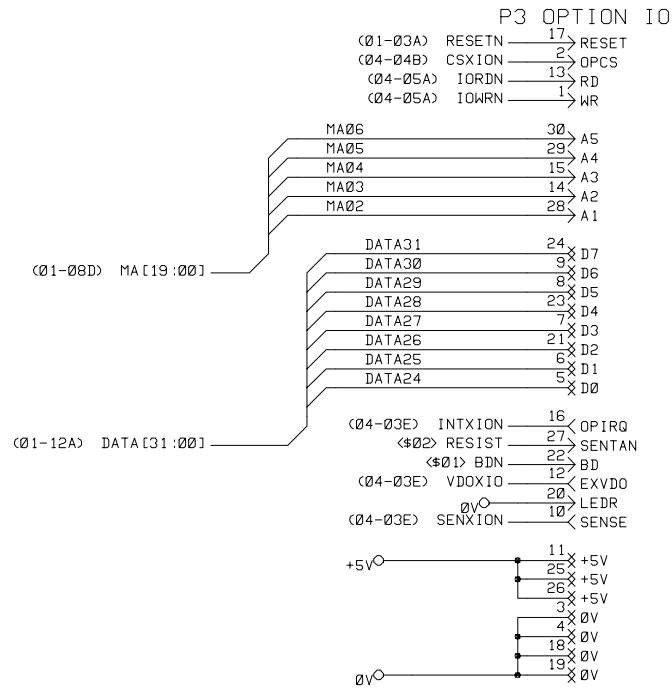 P3 OPTION IO
(Ø1-Ø3A) RESETN 17 RESET
(Ø4-Ø4B) CSXION 2 OPCS
(Ø4-Ø5A) IORDN 13 RD
(Ø4-Ø5A) IOWRN 1 WR
MAØ6 3Ø A5
MAØ5 29 A4
MAØ4 15 A3
MAØ3 14 A2
MAØ2 28 A1
DATA31 24 D7
(Ø1-Ø8D) MA[19:ØØ]
DATA3Ø 9 D6
DATA29 8 D5
DATA28 23 D4
DATA27 7 D3
DATA26 21 D2
DATA25 6 D1
DATA24 5 DØ
(Ø4-Ø3E) INTXION 16 OPIRQ
(Ø1-12A) DATA[31:ØØ]
<$Ø2> RESIST 27 SENTAN
<$Ø1> BDN 22 BD
(Ø4-Ø3E) VDOXIO 12 EXVDO
ØV 2Ø LEDR
(Ø4-Ø3E) SENXION 1Ø SENSE
+5V 11 +5V
25 +5V
26 +5V
3 ØV
4 ØV
18 ØV
ØV 19 ØV